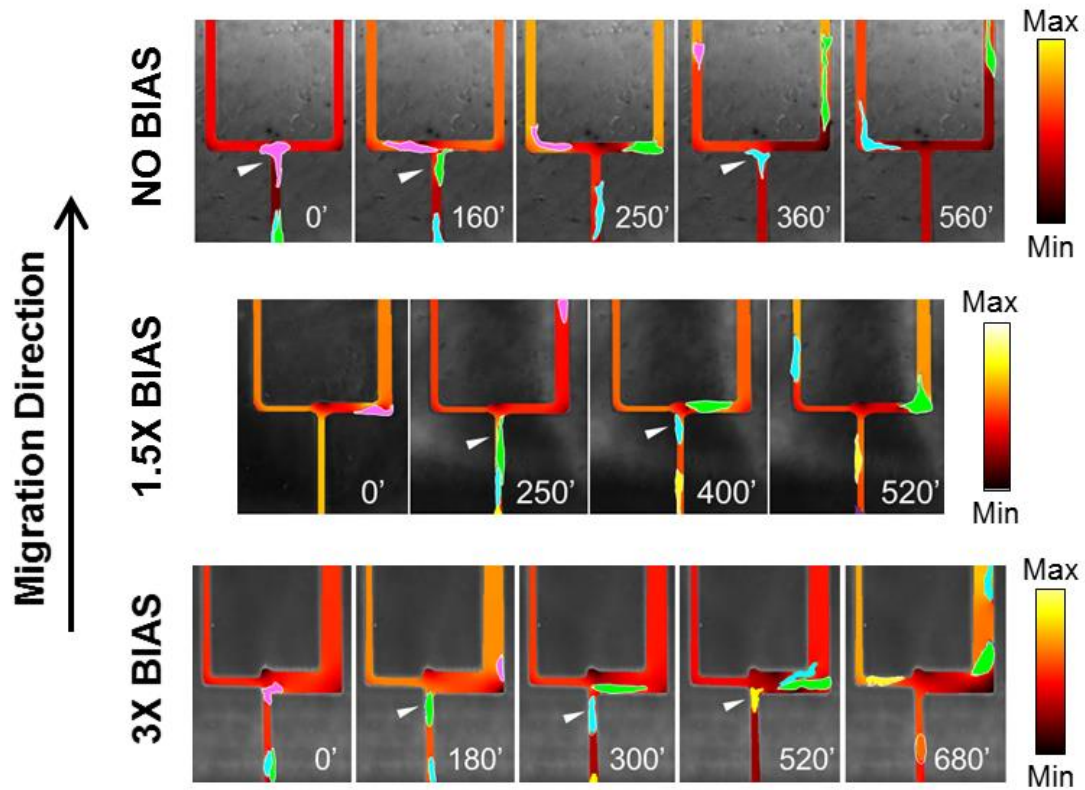 Migration Direction
NO BIAS
0'
160'
250'
360'
560'
Max
Min
1.5X BIAS
0'
250'
400'
520'
Max
Min
3X BIAS
0'
180'
300'
520'
680'
Max
Min